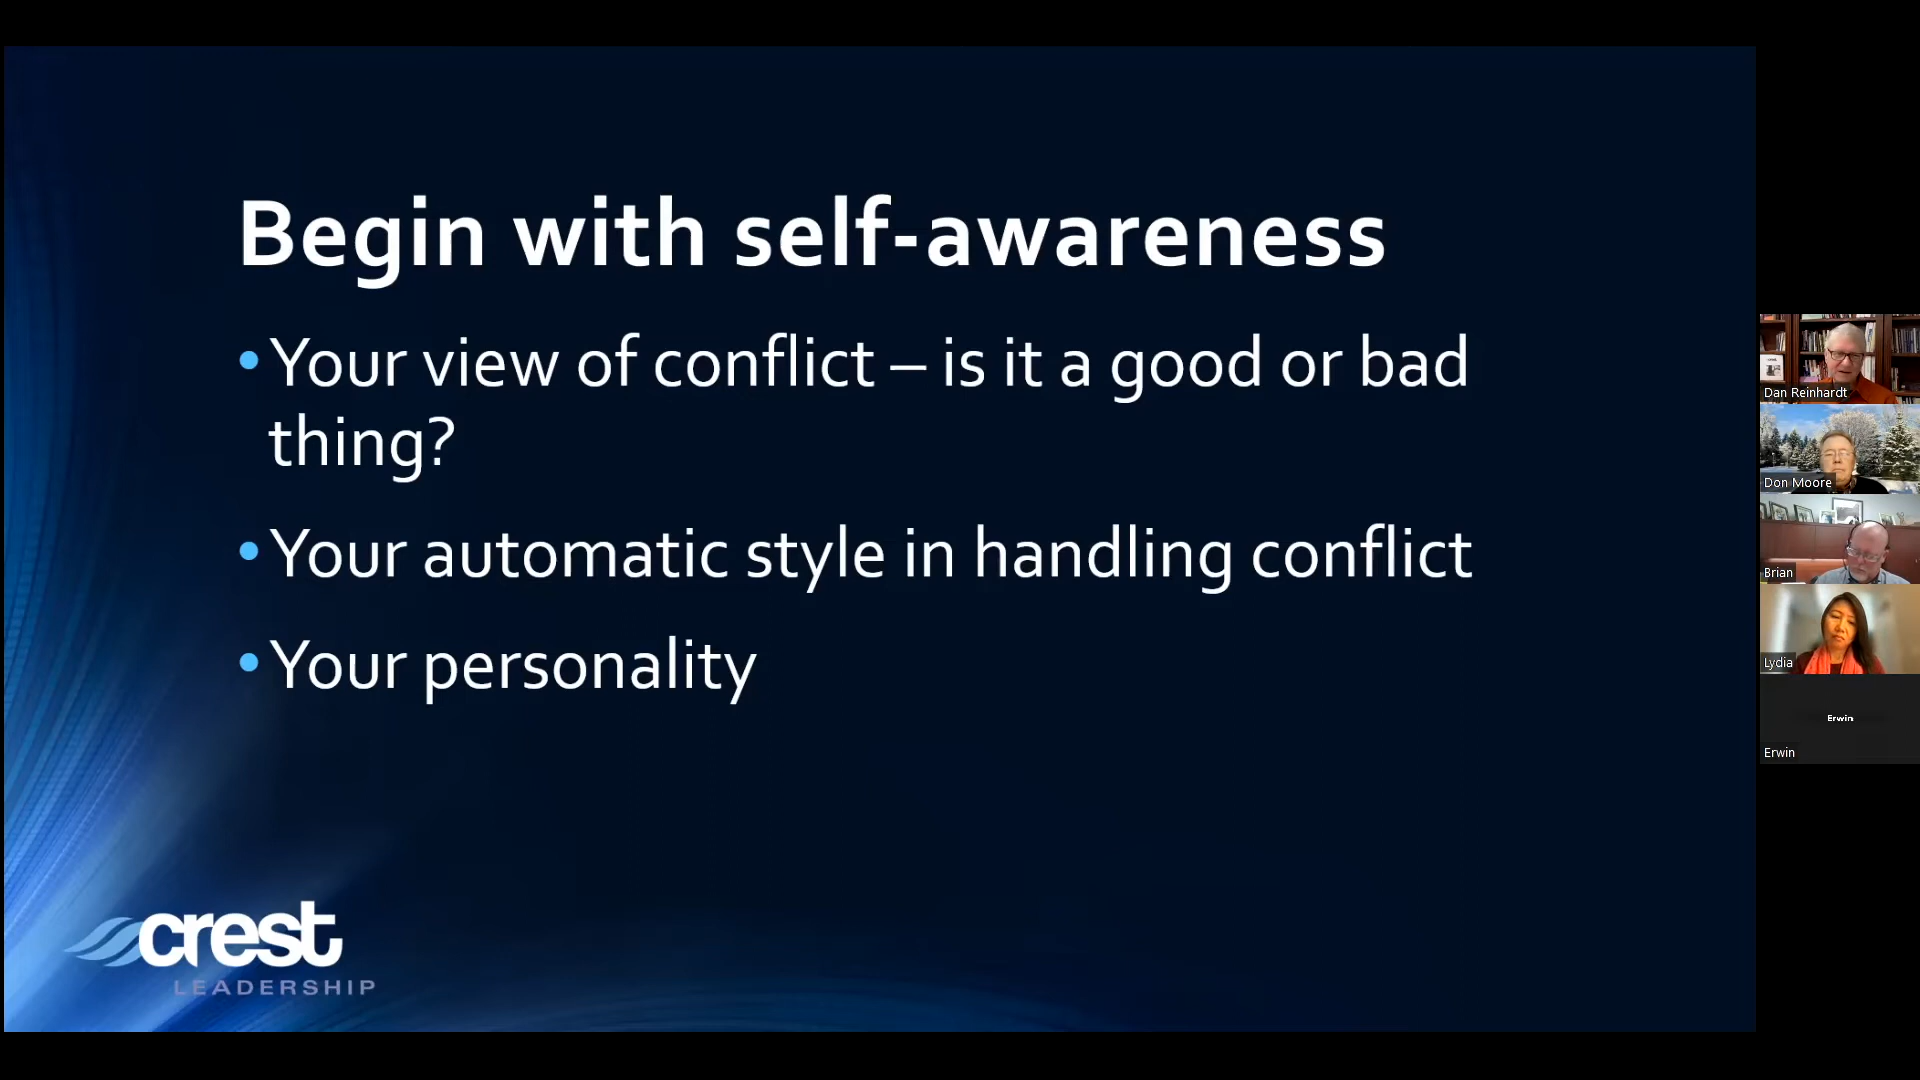 Begin with self-awareness
• Your view of conflict – is it a good or bad
thing?
• Your automatic style in handling conflict
• Your personality
crest
LEADERSHIP
Dan Reinhardt
Don Moore
Brian
Lydia
Erwin
Erwin